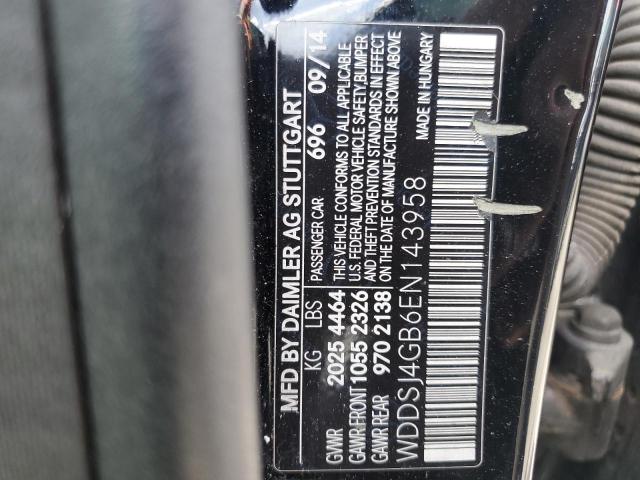 MFD BY DAIMLER AG STUTTGART
KG LBS PASSENGER CAR 696 09/14
GVWR 2025 4464 THIS VEHICLE CONFORMS TO ALL APPLICABLE
GAWR-FRONT 1055 2326 U.S. FEDERAL MOTOR VEHICLE SAFETY,BUMPER
GAWR REAR 970 2138 AND THEFT PREVENTION STANDARDS IN EFFECT
ON THE DATE OF MANUFACTURE SHOWN ABOVE
WDDSJ4GB6EN143958 MADE IN HUNGARY